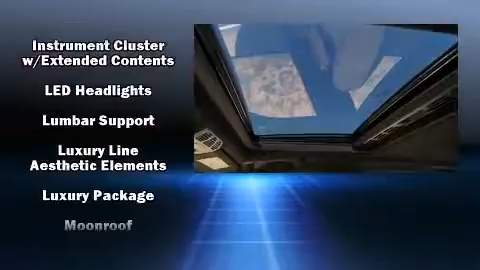 Instrument Cluster
w/Extended Contents
LED Headlights
Lumbar Support
Luxury Line
Aesthetic Elements
Luxury Package
Moonroof